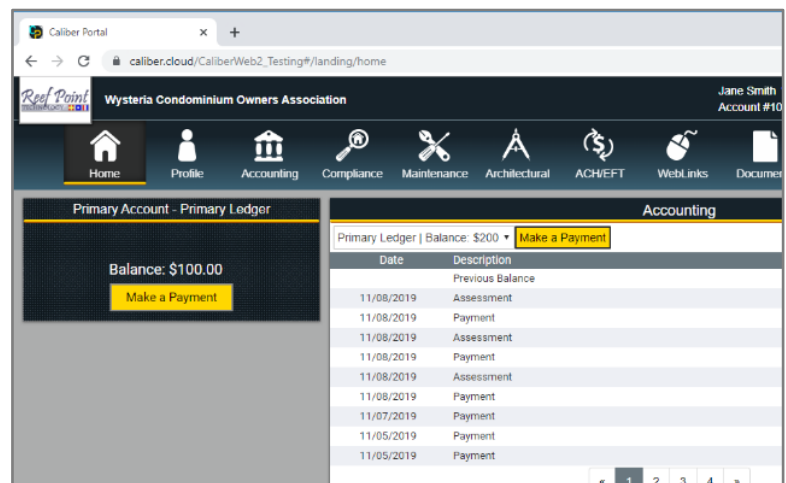 Caliber Portal
caliber.cloud/CaliberWeb2_Testing#/landing/home
Reef Point
Wysteria Condominium Owners Association
Jane Smith
Account #10
Home Profile Accounting Compliance Maintenance Architectural ACH/EFT WebLinks Documen
Primary Account - Primary Ledger
Balance: $100.00
Make a Payment
Accounting
Primary Ledger | Balance: $200 Make a Payment
Date Description
Previous Balance
11/08/2019 Assessment
11/08/2019 Payment
11/08/2019 Assessment
11/08/2019 Payment
11/08/2019 Assessment
11/08/2019 Payment
11/07/2019 Payment
11/05/2019 Payment
11/05/2019 Payment
« 1 2 3 4 »